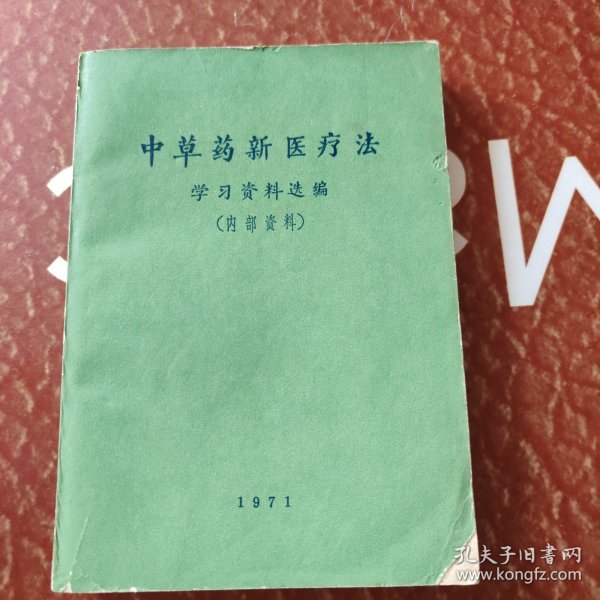 中草药新医疗法
学习资料选编
（内部资料）
1971
孔夫子旧书网
www.kongfz.com